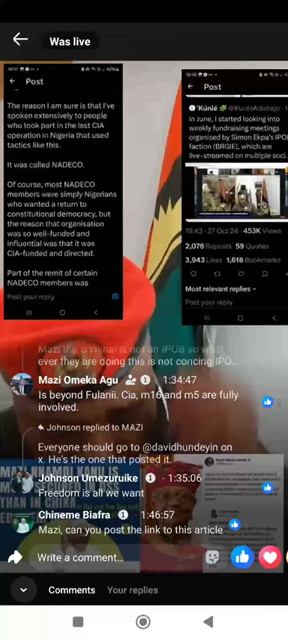 Was live
Post
The reason I am sure is that I've
spoken extensively to people
who took part in the last CIA
operation in Nigeria that used
tactics like this.
It was called NADECO.
Of course, most NADECO
members were simply Nigerians
who wanted a return to
constitutional democracy, but
the reason that organisation
was so well-funded and
influential was that it was
CIA-funded and directed.
Part of the remit of certain
NADECO members was
Post your reply
Post
In June, I started looking into
weekly fundraising meetings
organised by Simon Ekpa's IPOB
faction (BRGIE), which are
live-streamed on multiple soci...
19:43 · 27 Oct 24 · 453K Views
2,076 Reposts 59 Quotes
3,943 Likes 1,618 Bookmarks
Most relevant replies
Post your reply
Mazi the criminal is not an IPOB so what
ever they are doing this is not concing IPO...
Mazi Omeka Agu 1:34:47
Is beyond Fulanii. Cia, m16 and m5 are fully
involved.
Johnson replied to MAZI
Everyone should go to @davidhundeyin on
x. He's the one that posted it.
Johnson Umezuruike 1:35:06
Freedom is all we want
Chineme Biafra 1:46:57
Mazi, can you post the link to this article
Write a comment...
Comments Your replies